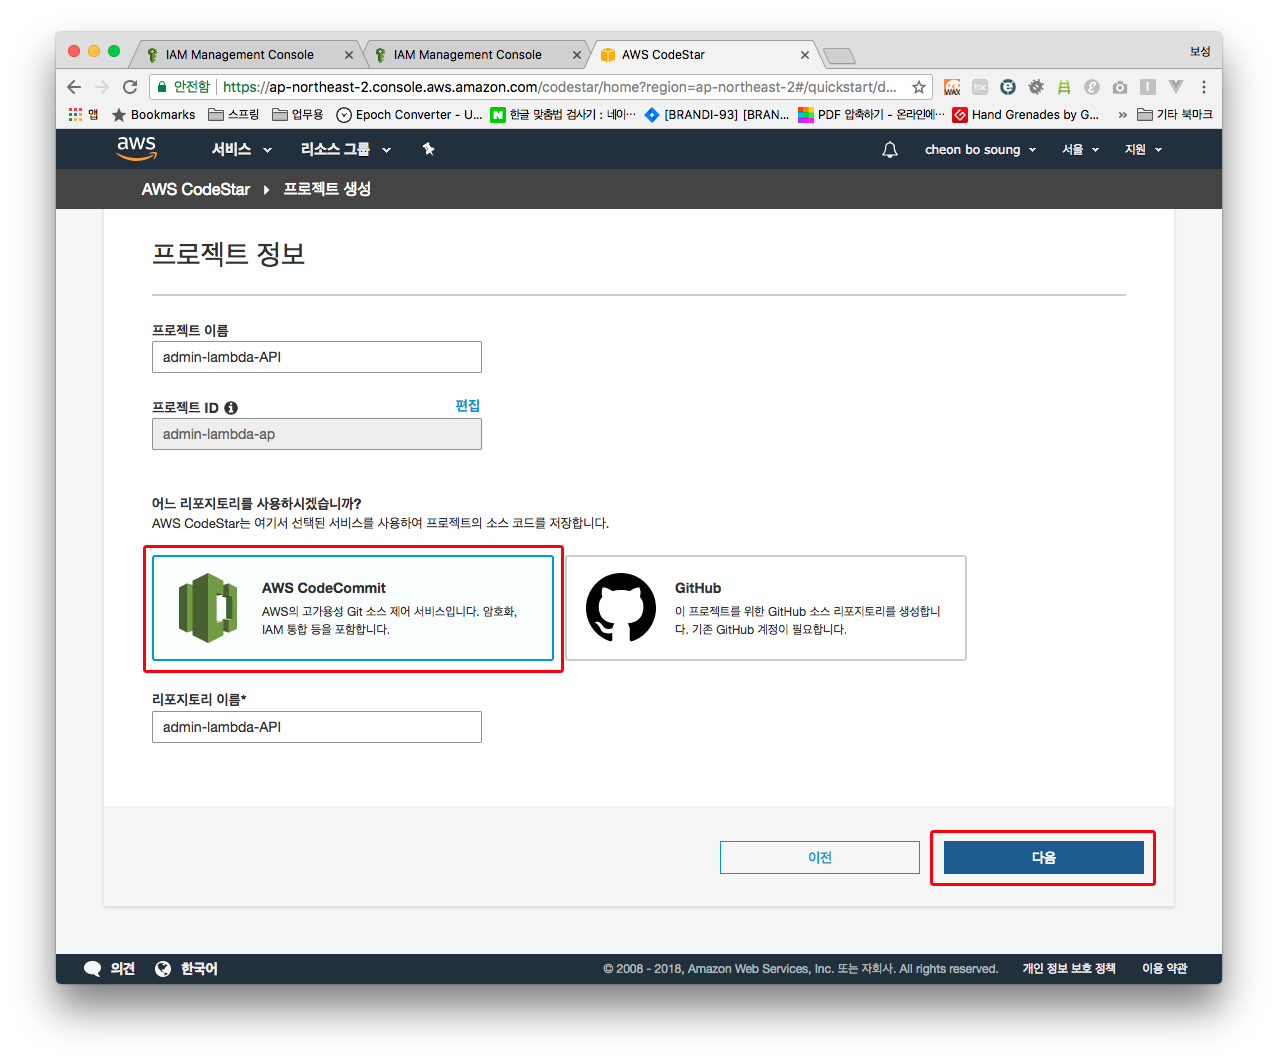 IAM Management Console
IAM Management Console
AWS CodeStar
보성
안전함
https://ap-northeast-2.console.aws.amazon.com/codestar/home?region=ap-northeast-2#/quickstart/d...
앱
Bookmarks
스프링
업무용
Epoch Converter - U...
한글 맞춤법 검사기 : 네이...
[BRANDI-93] [BRAN...
PDF 압축하기 - 온라인에...
Hand Grenades by G...
»
기타 북마크
aws
서비스
리소스 그룹
cheon bo soung
서울
지원
AWS CodeStar
프로젝트 생성
프로젝트 정보
프로젝트 이름
admin-lambda-API
프로젝트 ID
편집
admin-lambda-ap
어느 리포지토리를 사용하시겠습니까?
AWS CodeStar는 여기서 선택된 서비스를 사용하여 프로젝트의 소스 코드를 저장합니다.
AWS CodeCommit
AWS의 고가용성 Git 소스 제어 서비스입니다. 암호화,
IAM 통합 등을 포함합니다.
GitHub
이 프로젝트를 위한 GitHub 소스 리포지토리를 생성합니
다. 기존 GitHub 계정이 필요합니다.
리포지토리 이름*
admin-lambda-API
이전
다음
의견
한국어
© 2008 - 2018, Amazon Web Services, Inc. 또는 자회사. All rights reserved.
개인 정보 보호 정책
이용 약관